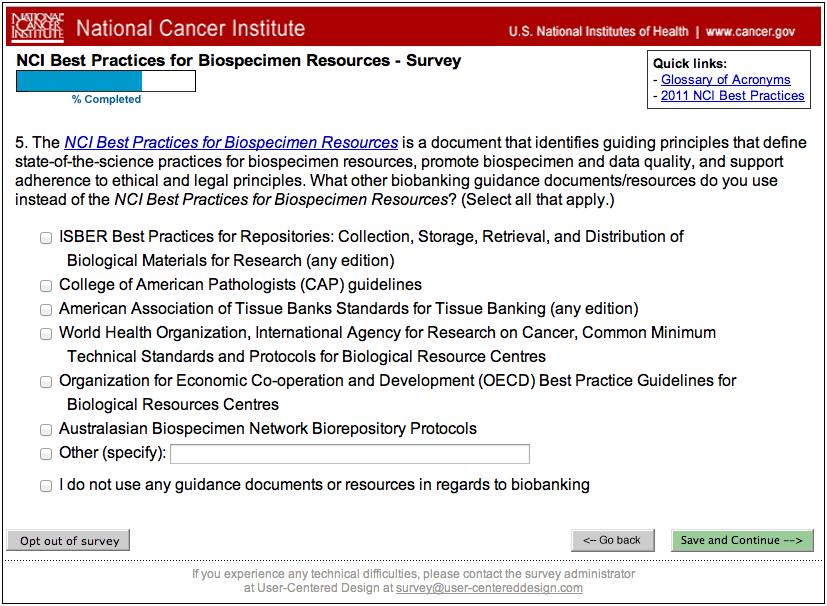 NATIONAL
CANCER
INSTITUTE
National Cancer Institute
U.S. National Institutes of Health | www.cancer.gov
NCI Best Practices for Biospecimen Resources - Survey
% Completed
Quick links:
- Glossary of Acronyms
- 2011 NCI Best Practices
5. The NCI Best Practices for Biospecimen Resources is a document that identifies guiding principles that define
state-of-the-science practices for biospecimen resources, promote biospecimen and data quality, and support
adherence to ethical and legal principles. What other biobanking guidance documents/resources do you use
instead of the NCI Best Practices for Biospecimen Resources? (Select all that apply.)
ISBER Best Practices for Repositories: Collection, Storage, Retrieval, and Distribution of
Biological Materials for Research (any edition)
College of American Pathologists (CAP) guidelines
American Association of Tissue Banks Standards for Tissue Banking (any edition)
World Health Organization, International Agency for Research on Cancer, Common Minimum
Technical Standards and Protocols for Biological Resource Centres
Organization for Economic Co-operation and Development (OECD) Best Practice Guidelines for
Biological Resources Centres
Australasian Biospecimen Network Biorepository Protocols
Other (specify):
I do not use any guidance documents or resources in regards to biobanking
Opt out of survey
<-- Go back
Save and Continue -->
If you experience any technical difficulties, please contact the survey administrator
at User-Centered Design at survey@user-centereddesign.com